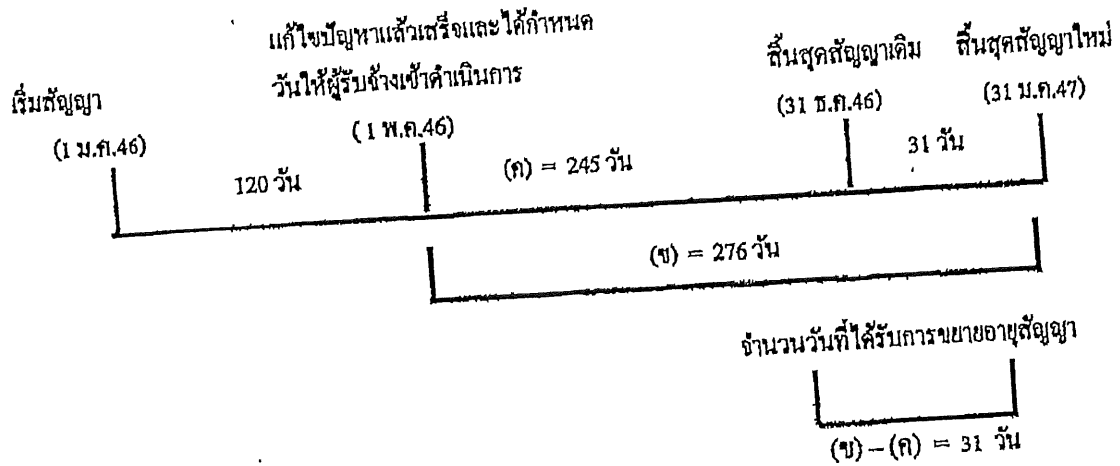 แก้ไขปัญหาแล้วเสร็จและได้กำหนด
วันให้ผู้รับจ้างเข้าดำเนินการ
สิ้นสุดสัญญาเดิม
สิ้นสุดสัญญาใหม่
เริ่มสัญญา
(1 ม.ค.46)
(1 พ.ค.46)
(31 ธ.ค.46)
(31 ม.ค.47)
120 วัน
(ค) = 245 วัน
31 วัน
(ข) = 276 วัน
จำนวนวันที่ได้รับการขยายอายุสัญญา
(ข) – (ค) = 31 วัน